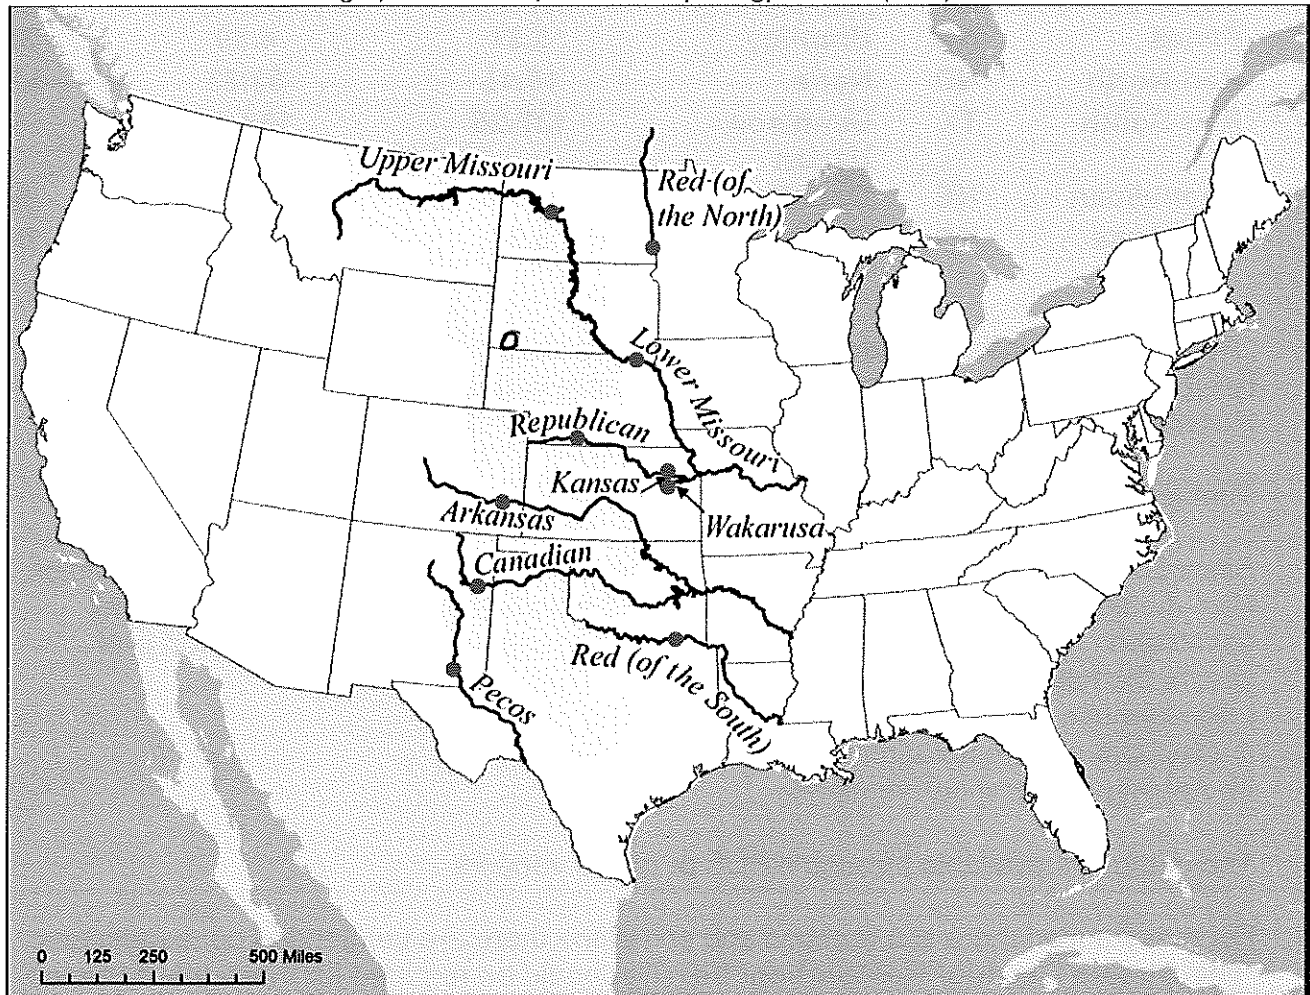 Upper Missouri
Red (of
the North)
Lower Missouri
Republican
Kansas
Wakarusa
Arkansas
Canadian
Red (of the South)
Pecos
0 125 250 500 Miles